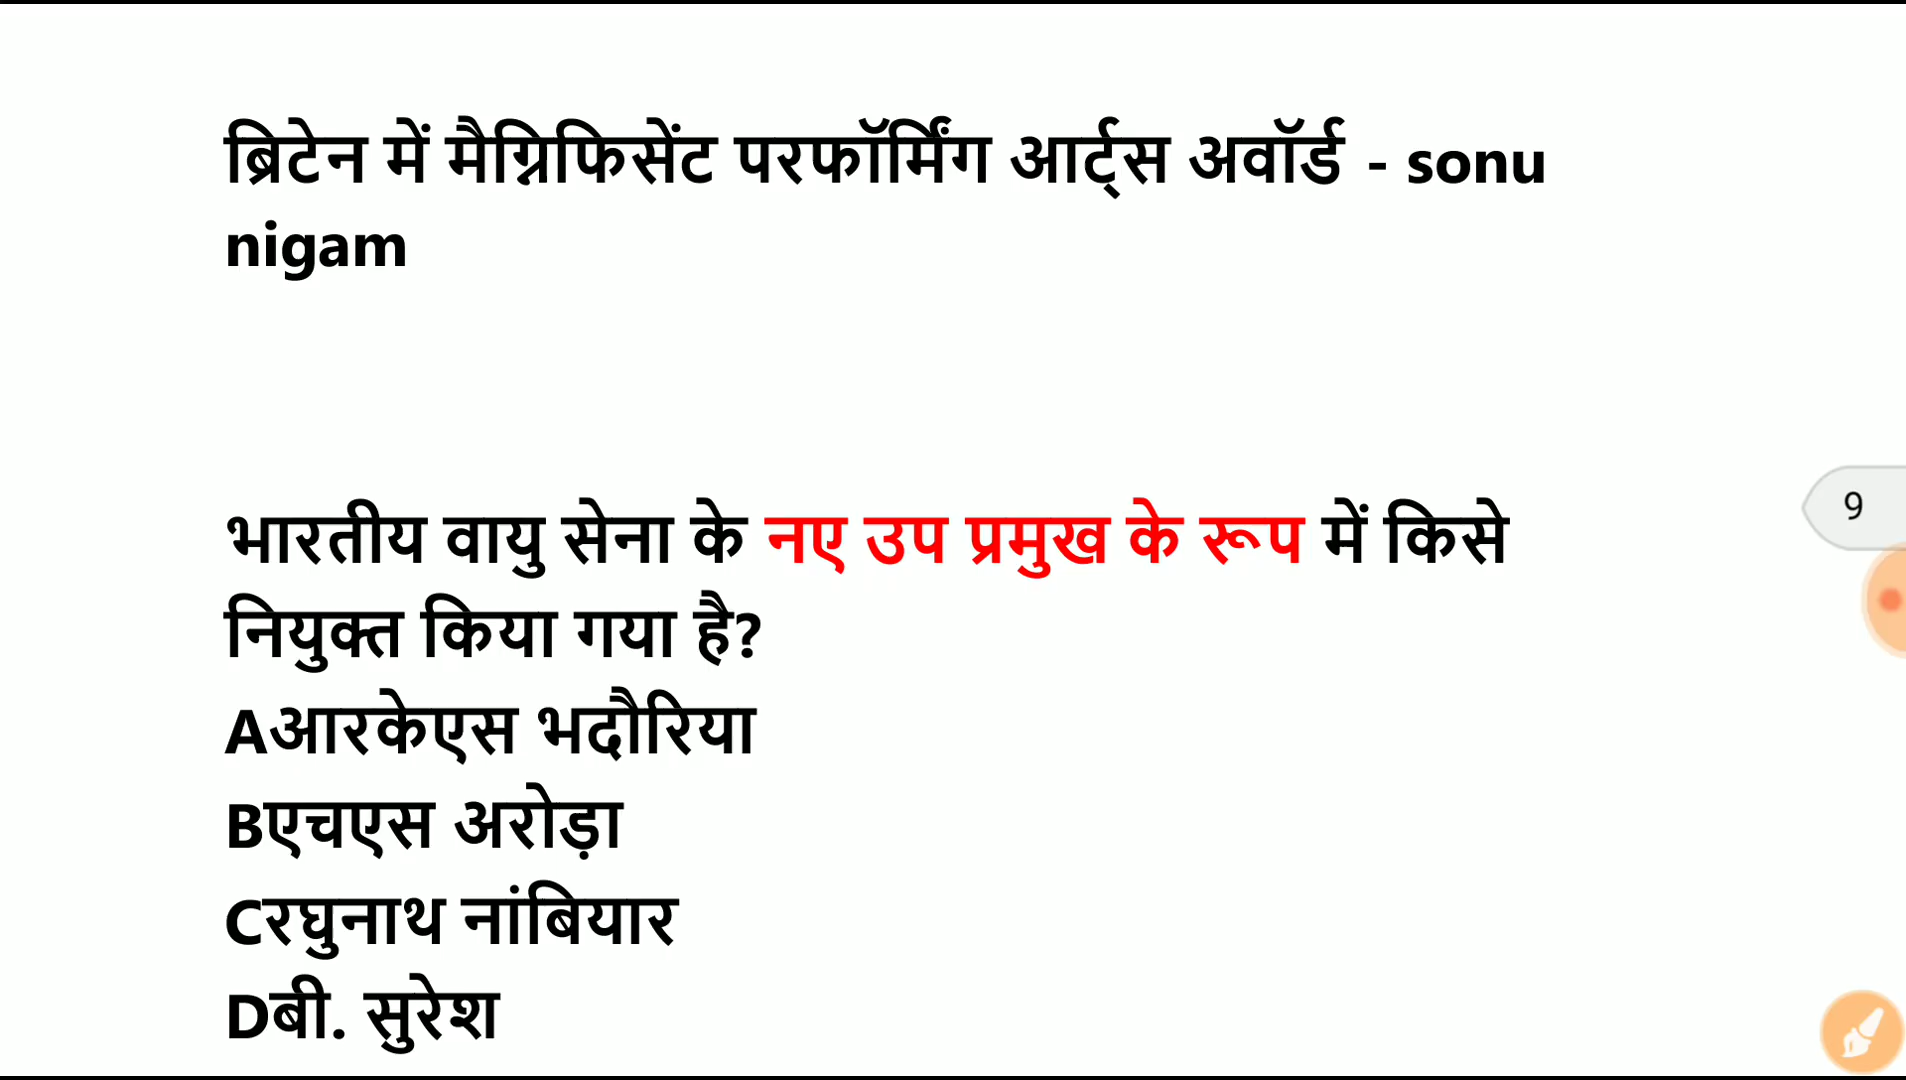 ब्रिटेन में मैग्निफिसेंट परफॉर्मिंग आर्ट्स अवॉर्ड - sonu
nigam
भारतीय वायु सेना के नए उप प्रमुख के रूप में किसे
नियुक्त किया गया है?
Aआरकेएस भदौरिया
Bएचएस अरोड़ा
Cरघुनाथ नांबियार
Dबी. सुरेश
9